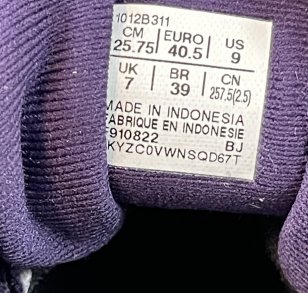 1012B311
CM EURO US
25.75 40.5 9
UK BR CN
7 39 257.5(2.5)
MADE IN INDONESIA
FABRIQUE EN INDONESIE
F910822 BJ
KYZC0VWNSQD67T